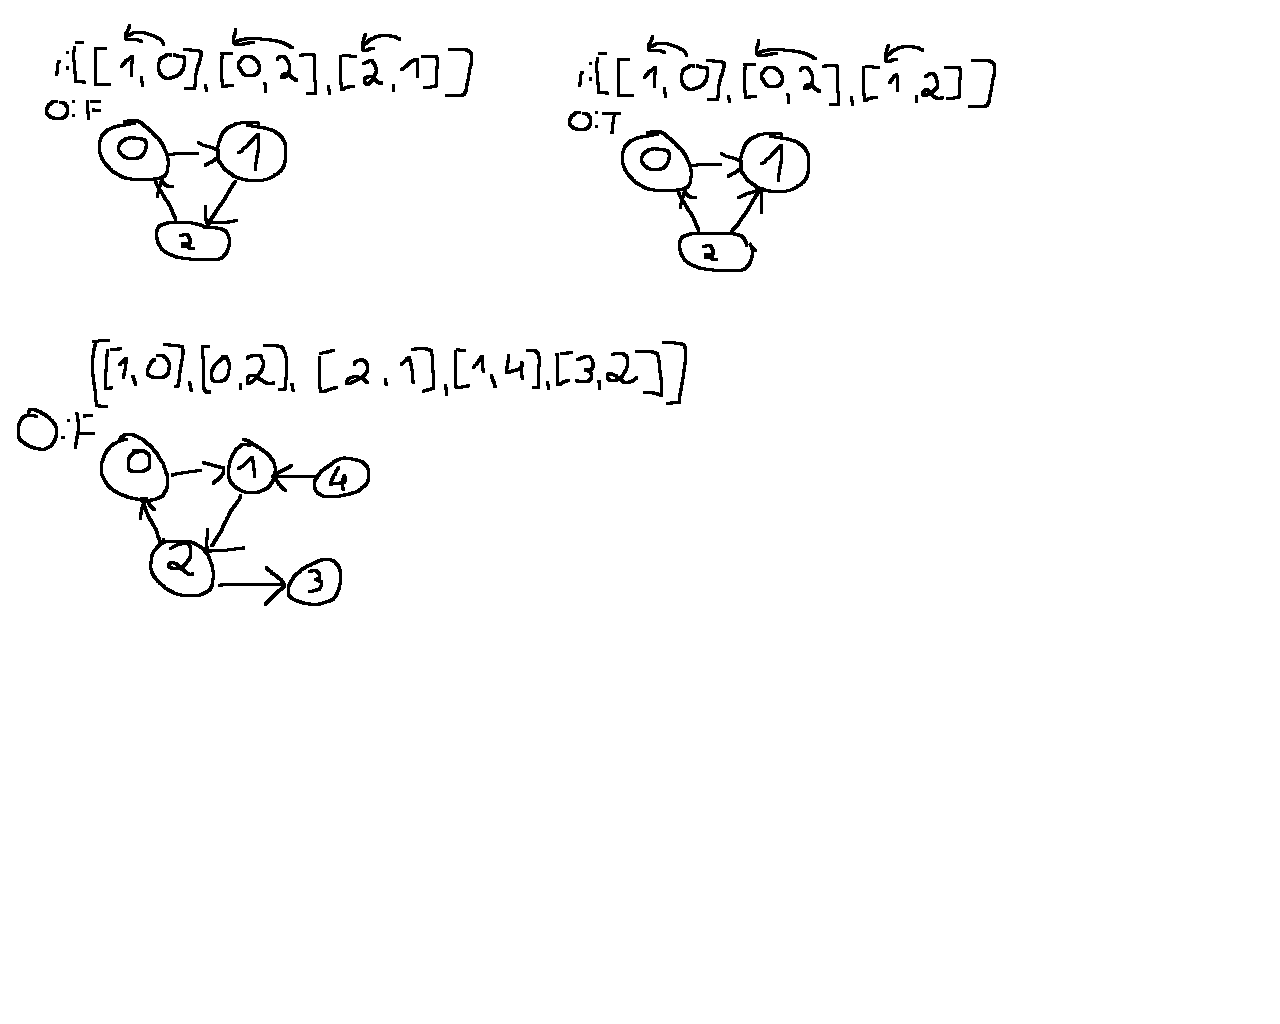 i:[[1,0],[0,2],[2,1]]
O:F
0 1
2
i:[[1,0],[0,2],[1,2]]
O:T
0 1
2
[[1,0],[0,2],[2,1],[1,4],[3,2]]
O:F
0 1 4
2 3